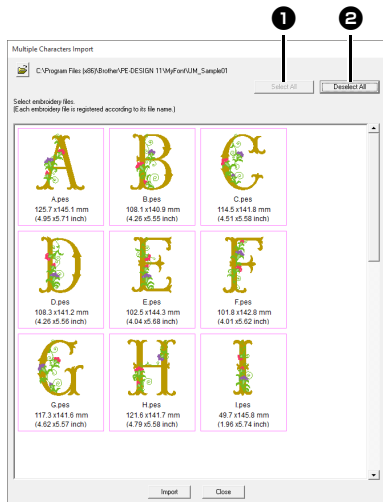 1 2
Multiple Characters Import
C:\Program Files (x86)\Brother\PE-DESIGN 11\MyFont\UM_Sample01
Select All Deselect All
Select embroidery files.
(Each embroidery file is registered according to its file name.)
A B C
A.pes B.pes C.pes
125.7 x145.1 mm 108.1 x140.9 mm 114.5 x141.8 mm
(4.95 x5.71 inch) (4.26 x5.55 inch) (4.51 x5.58 inch)
D E F
D.pes E.pes F.pes
108.3 x141.2 mm 102.5 x144.3 mm 101.8 x142.8 mm
(4.26 x5.56 inch) (4.04 x5.68 inch) (4.01 x5.62 inch)
G H I
G.pes H.pes I.pes
117.3 x141.6 mm 121.6 x141.7 mm 49.7 x145.8 mm
(4.62 x5.57 inch) (4.79 x5.58 inch) (1.96 x5.74 inch)
Import Close